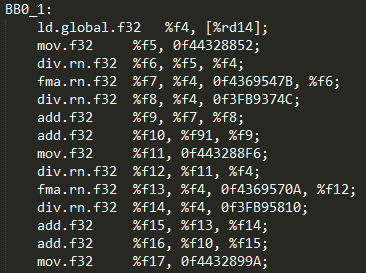 BB0_1:
ld.global.f32 %f4, [%rd14];
mov.f32 %f5, 0f44328852;
div.rn.f32 %f6, %f5, %f4;
fma.rn.f32 %f7, %f4, 0f4369547B, %f6;
div.rn.f32 %f8, %f4, 0f3FB9374C;
add.f32 %f9, %f7, %f8;
add.f32 %f10, %f91, %f9;
mov.f32 %f11, 0f443288F6;
div.rn.f32 %f12, %f11, %f4;
fma.rn.f32 %f13, %f4, 0f4369570A, %f12;
div.rn.f32 %f14, %f4, 0f3FB95810;
add.f32 %f15, %f13, %f14;
add.f32 %f16, %f10, %f15;
mov.f32 %f17, 0f4432899A;